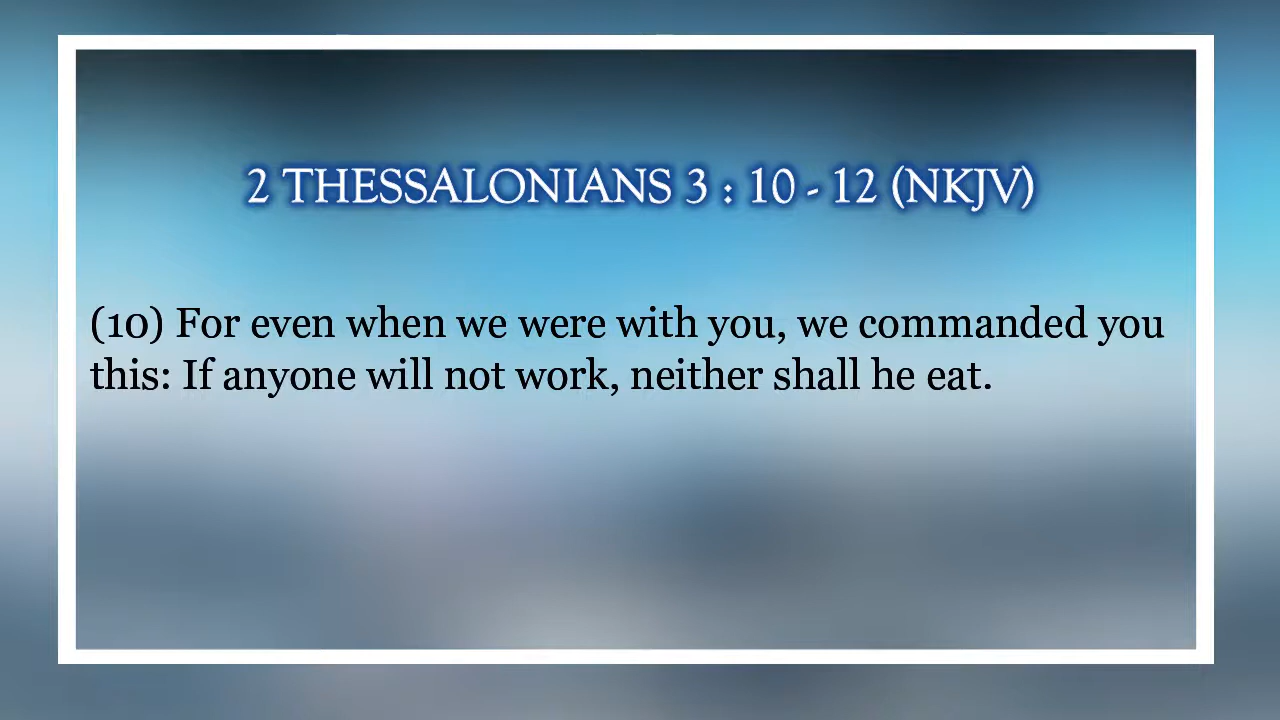 2 THESSALONIANS 3 : 10 - 12 (NKJV)
(10) For even when we were with you, we commanded you
this: If anyone will not work, neither shall he eat.